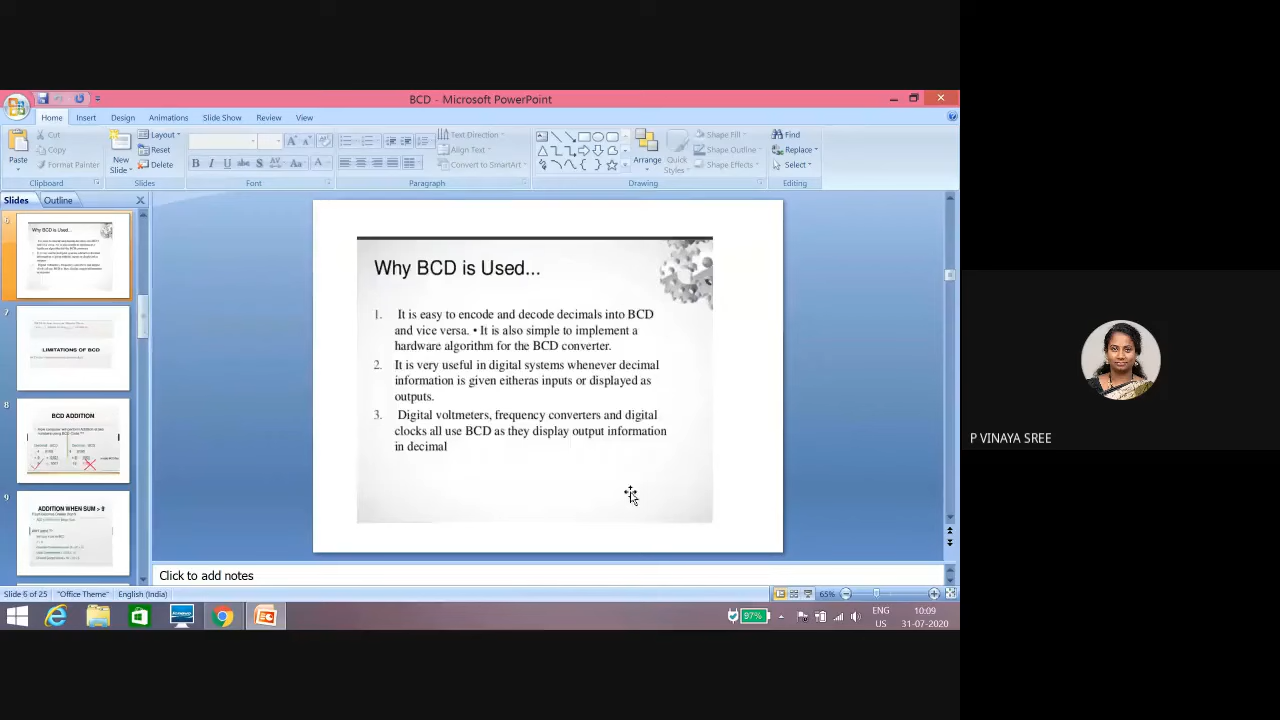 BCD - Microsoft PowerPoint
Home Insert Design Animations Slide Show Review View
Paste
Cut
Copy
Format Painter
Clipboard
New
Slide
Layout
Reset
Delete
Slides
B I U abc S AV Aa A
Font
Text Direction
Align Text
Convert to SmartArt
Paragraph
Arrange
Quick
Styles
Shape Fill
Shape Outline
Shape Effects
Drawing
Find
Replace
Select
Editing
Slides Outline
Why BCD is Used...
7
LIMITATIONS OF BCD
8
BCD ADDITION
9
ADDITION WHEN SUM > 9
Why BCD is Used...
1. It is easy to encode and decode decimals into BCD
and vice versa. • It is also simple to implement a
hardware algorithm for the BCD converter.
2. It is very useful in digital systems whenever decimal
information is given eitheras inputs or displayed as
outputs.
3. Digital voltmeters, frequency converters and digital
clocks all use BCD as they display output information
in decimal
Click to add notes
Slide 6 of 25 "Office Theme" English (India) 65%
97% ENG
US
10:09
31-07-2020
P VINAYA SREE